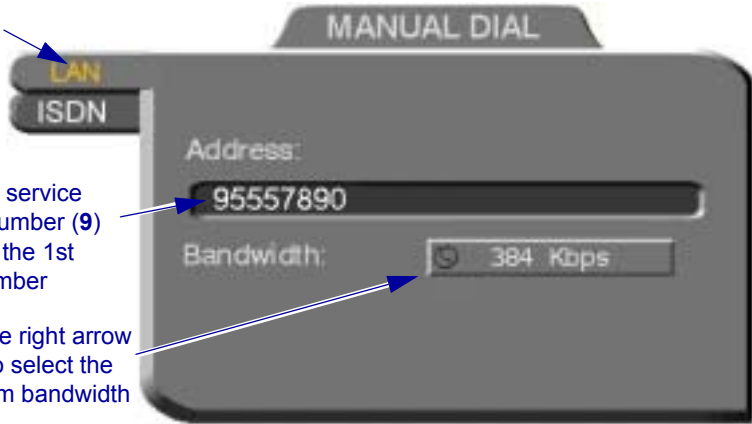 MANUAL DIAL
LAN
ISDN
Address:
95557890
service
umber (9)
the 1st
mber
Bandwidth:
384 Kbps
e right arrow
o select the
m bandwidth